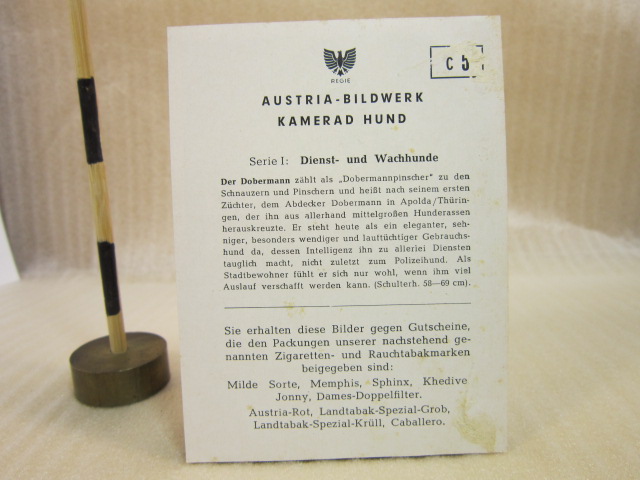 REGIE
C 5
AUSTRIA-BILDWERK
KAMERAD HUND
Serie I: Dienst- und Wachhunde
Der Dobermann zählt als „Dobermannpinscher" zu den
Schnauzern und Pinschern und heißt nach seinem ersten
Züchter, dem Abdecker Dobermann in Apolda/Thürin-
gen, der ihn aus allerhand mittelgroßen Hunderassen
herauskreuzte. Er steht heute als ein eleganter, seh-
niger, besonders wendiger und lauftüchtiger Gebrauchs-
hund da, dessen Intelligenz ihn zu allerlei Diensten
tauglich macht, nicht zuletzt zum Polizeihund. Als
Stadtbewohner fühlt er sich nur wohl, wenn ihm viel
Auslauf verschafft werden kann. (Schulterh. 58—69 cm).
Sie erhalten diese Bilder gegen Gutscheine,
die den Packungen unserer nachstehend ge-
nannten Zigaretten- und Rauchtabakmarken
beigegeben sind:
Milde Sorte, Memphis, Sphinx, Khedive
Jonny, Dames-Doppelfilter.
Austria-Rot, Landtabak-Spezial-Grob,
Landtabak-Spezial-Krüll, Caballero.